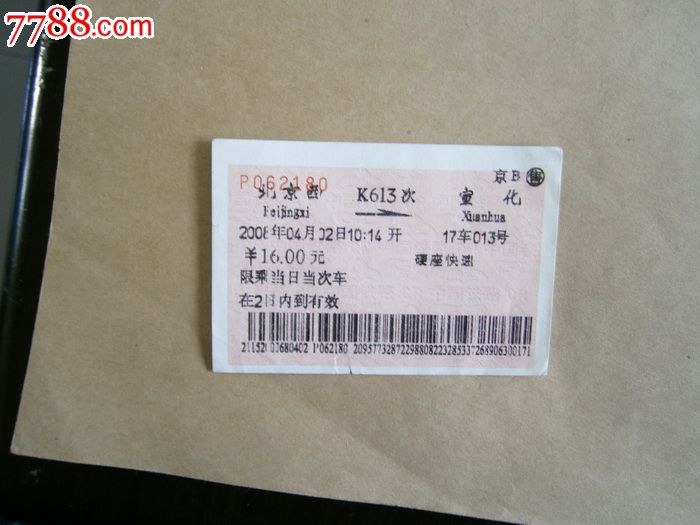 7788.com
P062180
京B 售
北京西 K613次 宣化
Beijingxi Xuanhua
2008年04月02日10:14开 17车013号
¥16.00元 硬座快速
限乘当日当次车
在2日内到有效
21152100680402 P062180 20957732872298808223285337268906300171